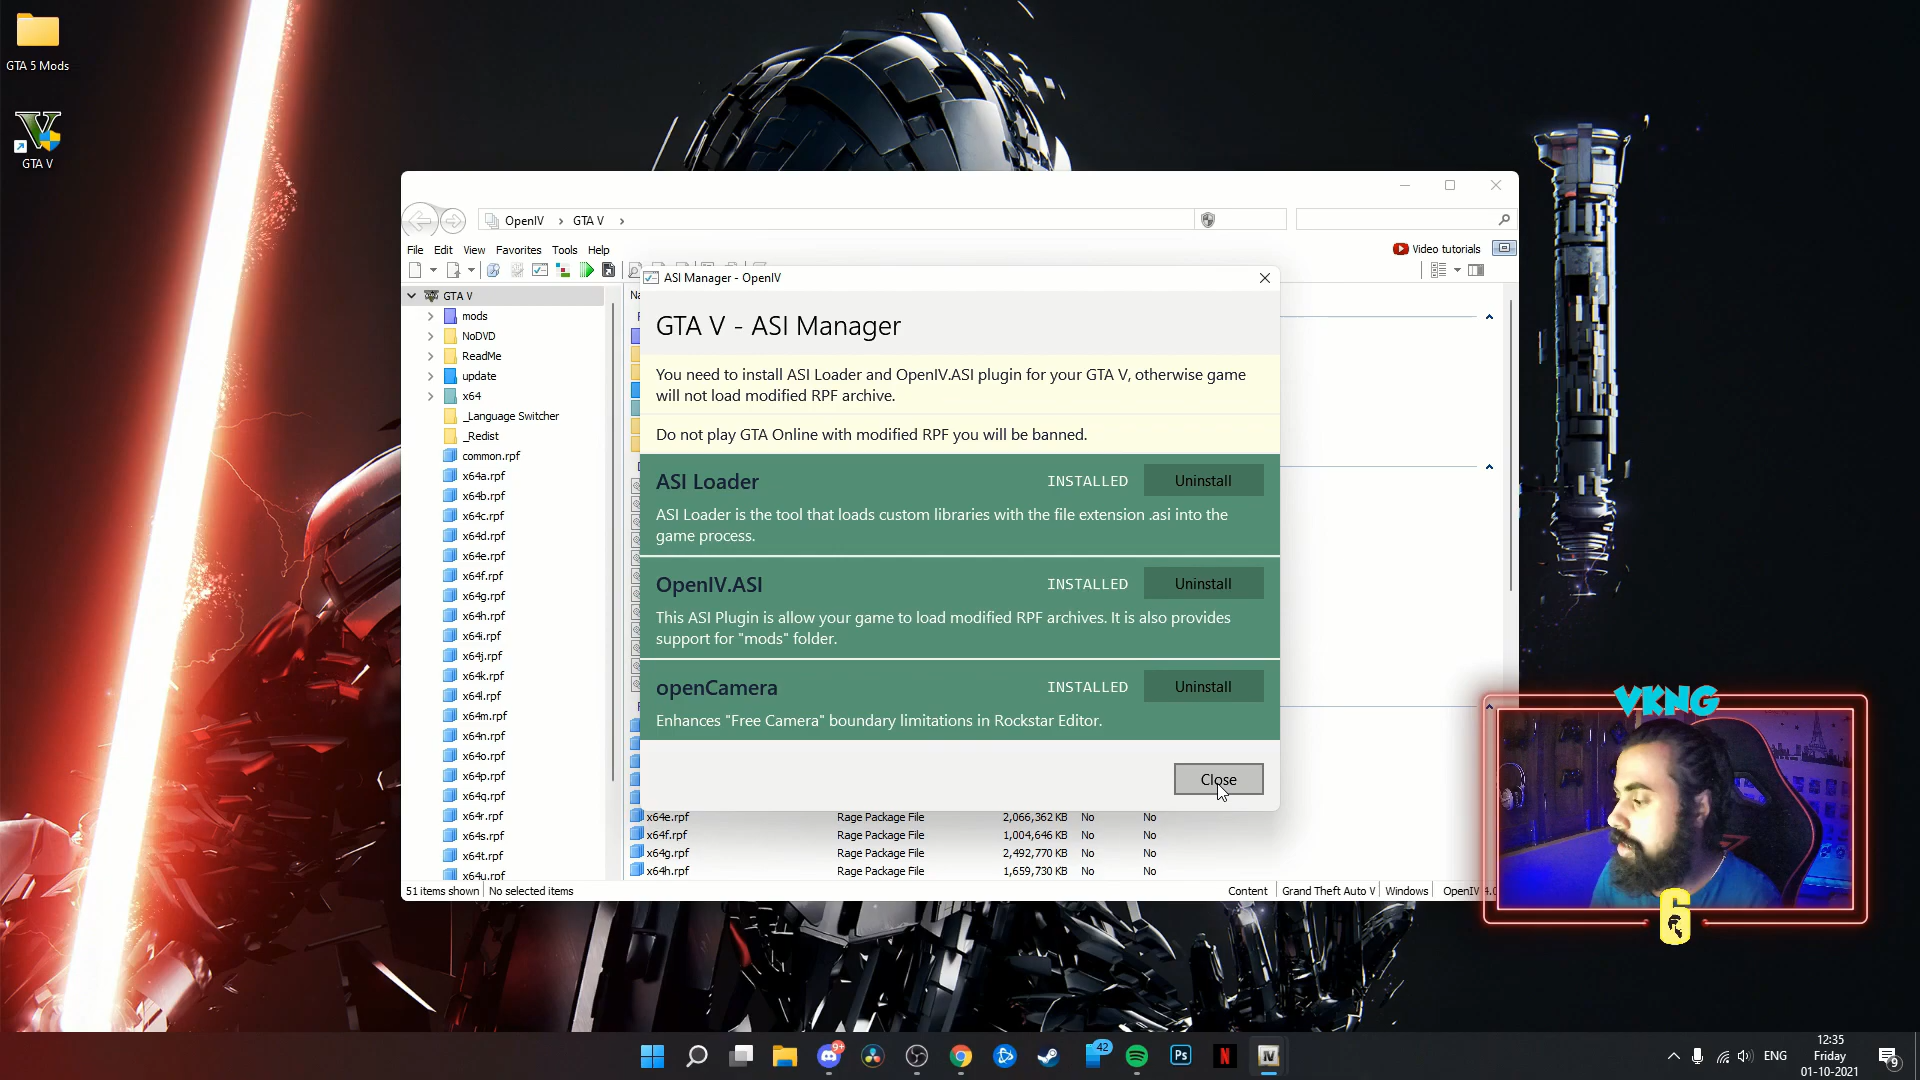 GTA 5 Mods
GTA V
OpenIV
GTA V
File Edit View Favorites Tools Help
Video tutorials
GTA V
mods
NoDVD
ReadMe
update
x64
_Language Switcher
_Redist
common.rpf
x64a.rpf
x64b.rpf
x64c.rpf
x64d.rpf
x64e.rpf
x64f.rpf
x64g.rpf
x64h.rpf
x64i.rpf
x64j.rpf
x64k.rpf
x64l.rpf
x64m.rpf
x64n.rpf
x64o.rpf
x64p.rpf
x64q.rpf
x64r.rpf
x64s.rpf
x64t.rpf
x64u.rpf
ASI Manager - OpenIV
GTA V - ASI Manager
You need to install ASI Loader and OpenIV.ASI plugin for your GTA V, otherwise game
will not load modified RPF archive.
Do not play GTA Online with modified RPF you will be banned.
ASI Loader INSTALLED Uninstall
ASI Loader is the tool that loads custom libraries with the file extension .asi into the
game process.
OpenIV.ASI INSTALLED Uninstall
This ASI Plugin is allow your game to load modified RPF archives. It is also provides
support for "mods" folder.
openCamera INSTALLED Uninstall
Enhances "Free Camera" boundary limitations in Rockstar Editor.
Close
x64e.rpf Rage Package File 2,066,362 KB No No
x64f.rpf Rage Package File 1,004,646 KB No No
x64g.rpf Rage Package File 2,492,770 KB No No
x64h.rpf Rage Package File 1,659,730 KB No No
51 items shown No selected items Content Grand Theft Auto V Windows OpenIV
VKNG
6
9+
42
Ps
N
IV
ENG
12:35
Friday
01-10-2021
9